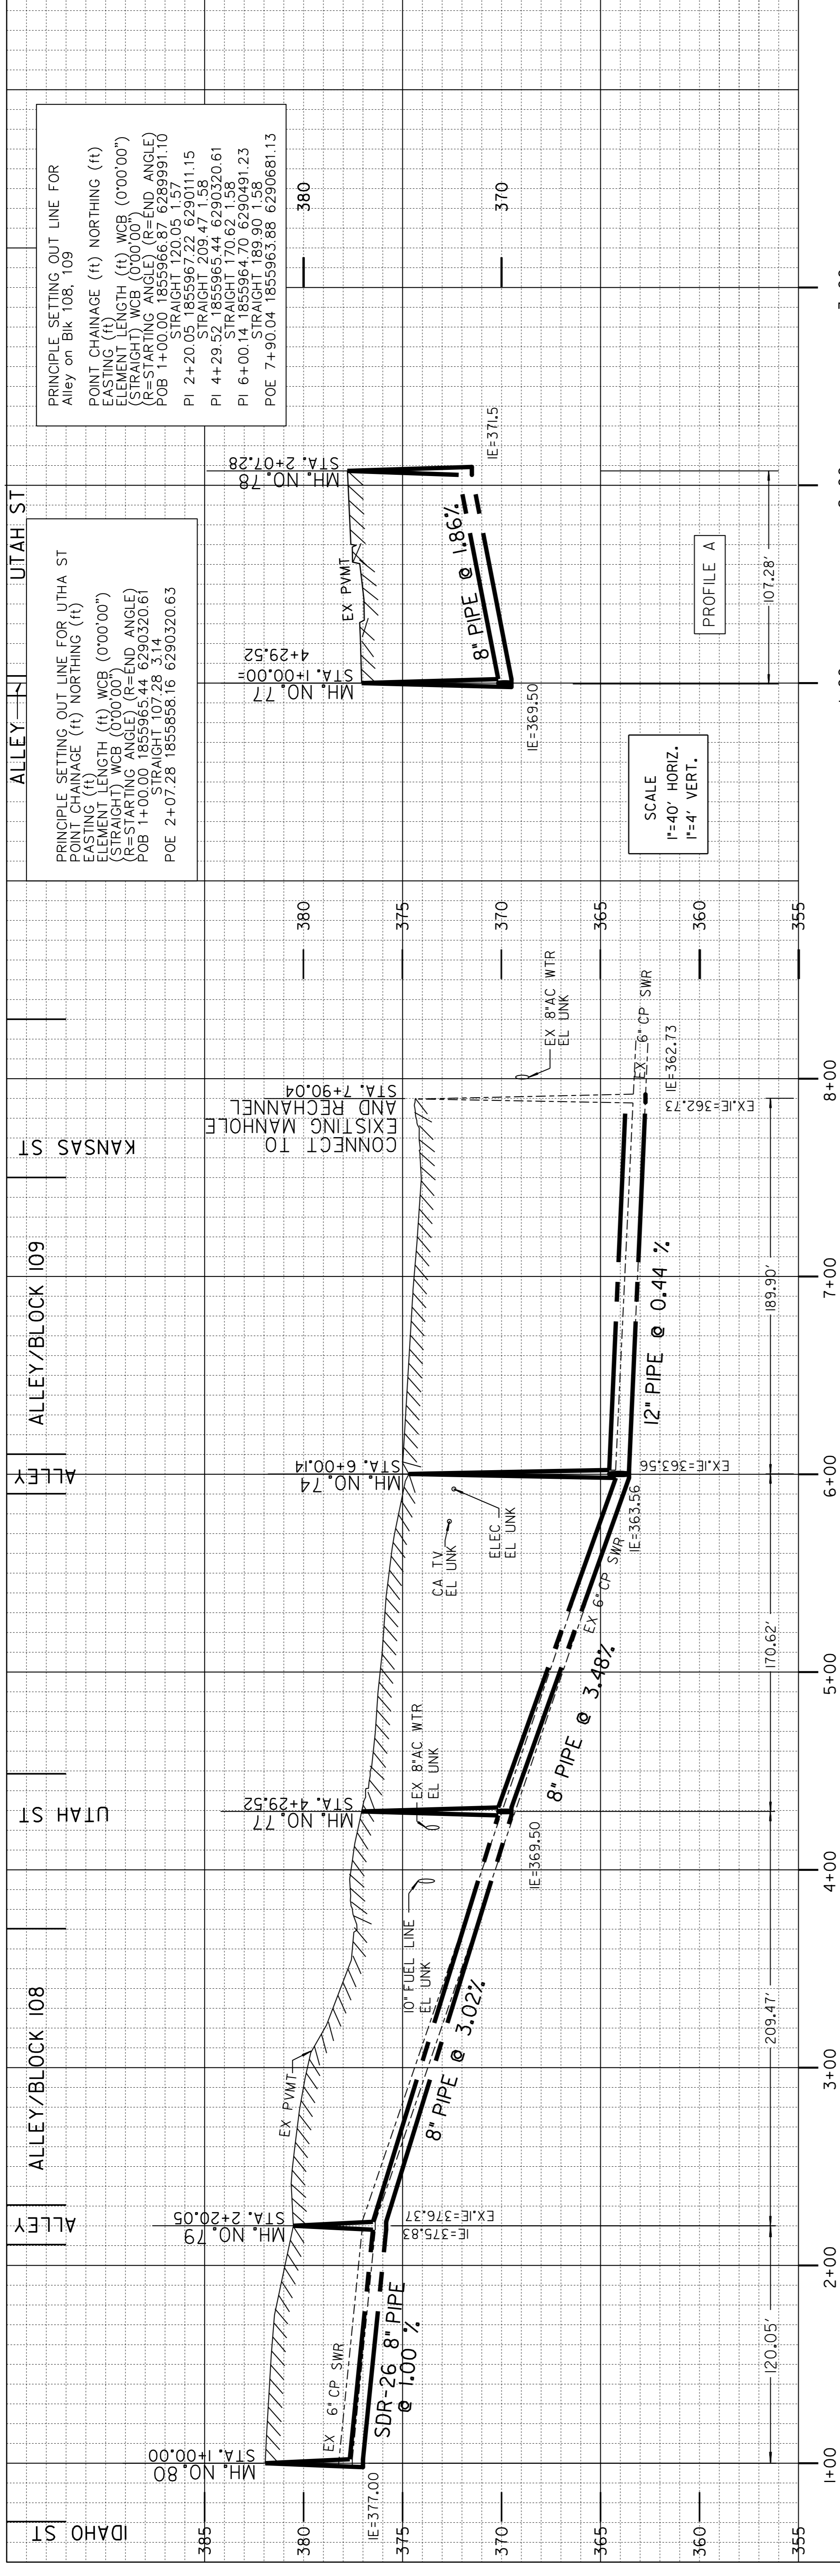 IDAHO ST
ALLEY
ALLEY/BLOCK 108
UTAH ST
ALLEY
ALLEY/BLOCK 109
KANSAS ST
ALLEY
UTAH ST
PRINCIPLE SETTING OUT LINE FOR UTHA ST
POINT CHAINAGE (ft) NORTHING (ft)
EASTING (ft)
ELEMENT LENGTH (ft) WCB (0°00'00")
(STRAIGHT) WCB (0°00'00")
(R=STARTING ANGLE) (R=END ANGLE)
POB 1+00.00 1855965.44 6290320.61
STRAIGHT 107.28 3.14
POE 2+07.28 1855858.16 6290320.63
PRINCIPLE SETTING OUT LINE FOR
Alley on Blk 108, 109
POINT CHAINAGE (ft) NORTHING (ft)
EASTING (ft)
ELEMENT LENGTH (ft) WCB (0°00'00")
(STRAIGHT) WCB (0°00'00")
(R=STARTING ANGLE) (R=END ANGLE)
POB 1+00.00 1855966.87 6289991.10
STRAIGHT 120.05 1.57
PI 2+20.05 1855967.22 6290111.15
STRAIGHT 209.47 1.58
PI 4+29.52 1855965.44 6290320.61
STRAIGHT 170.62 1.58
PI 6+00.14 1855964.70 6290491.23
STRAIGHT 189.90 1.58
POE 7+90.04 1855963.88 6290681.13
385
380
375
370
365
360
355
MH. NO. 80
STA. 1+00.00
IE=377.00
EX 6" CP SWR
SDR-26 8" PIPE
@ 1.00 %
MH. NO. 79
STA. 2+20.05
IE=375.83
EX.IE=376.37
EX PVMT
8" PIPE @ 3.02%
10" FUEL LINE
EL UNK
MH. NO. 77
STA. 4+29.52
EX 8"AC WTR
EL UNK
IE=369.50
8" PIPE @ 3.48%
EX 6" CP SWR
CA TV
EL UNK
ELEC
EL UNK
MH. NO. 74
STA. 6+00.14
IE=363.56
EX.IE=363.56
12" PIPE @ 0.44 %
CONNECT TO
EXISTING MANHOLE
AND RECHANNEL
STA. 7+90.04
EX.IE=362.73
IE=362.73
EX 6" CP SWR
EX 8"AC WTR
EL UNK
380
375
370
365
360
355
120.05'
209.47'
170.62'
189.90'
1+00
2+00
3+00
4+00
5+00
6+00
7+00
8+00
SCALE
1"=40' HORIZ.
1"=4' VERT.
MH. NO. 77
STA. 1+00.00=
4+29.52
EX PVMT
IE=369.50
8" PIPE @ 1.86%
MH. NO. 78
STA. 2+07.28
IE=371.5
PROFILE A
107.28'
380
370